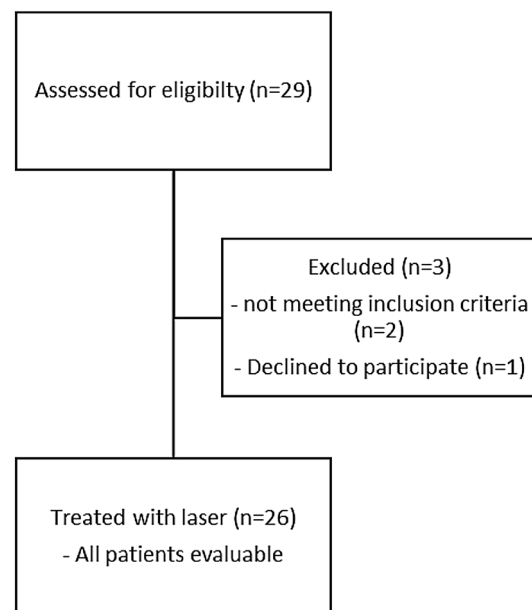 Assessed for eligibilty (n=29)
Excluded (n=3)
- not meeting inclusion criteria
(n=2)
- Declined to participate (n=1)
Treated with laser (n=26)
- All patients evaluable